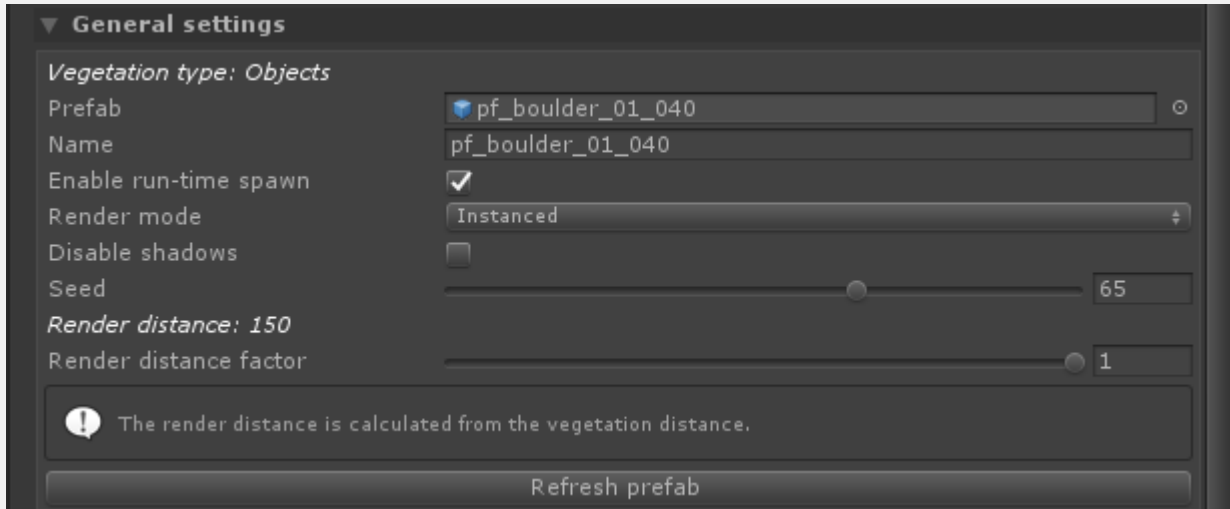 General settings
Vegetation type: Objects
Prefab pf_boulder_01_040
Name pf_boulder_01_040
Enable run-time spawn
Render mode Instanced
Disable shadows
Seed 65
Render distance: 150
Render distance factor 1
The render distance is calculated from the vegetation distance.
Refresh prefab